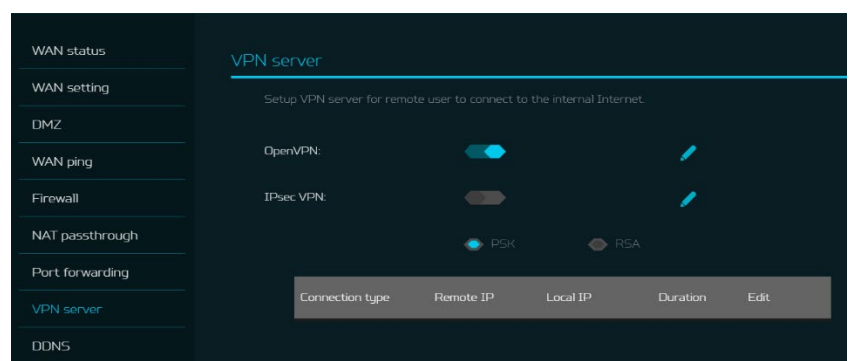 WAN status
WAN setting
DMZ
WAN ping
Firewall
NAT passthrough
Port forwarding
VPN server
DDNS
VPN server
Setup VPN server for remote user to connect to the internal Internet.
OpenVPN:
IPsec VPN:
PSK RSA
Connection type Remote IP Local IP Duration Edit